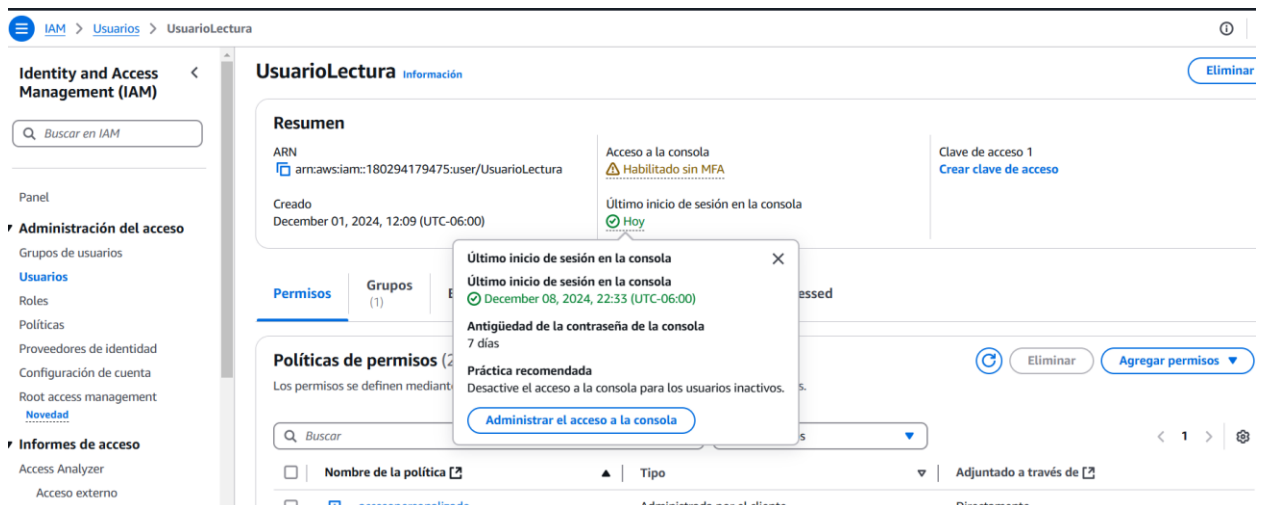 IAM > Usuarios > UsuarioLectura
Identity and Access
Management (IAM)
Buscar en IAM
Panel
Administración del acceso
Grupos de usuarios
Usuarios
Roles
Políticas
Proveedores de identidad
Configuración de cuenta
Root access management
Novedad
Informes de acceso
Access Analyzer
Acceso externo
UsuarioLectura Información
Eliminar
Resumen
ARN
arn:aws:iam::180294179475:user/UsuarioLectura
Creado
December 01, 2024, 12:09 (UTC-06:00)
Acceso a la consola
Habilitado sin MFA
Último inicio de sesión en la consola
Hoy
Clave de acceso 1
Crear clave de acceso
Último inicio de sesión en la consola
Último inicio de sesión en la consola
December 08, 2024, 22:33 (UTC-06:00)
Antigüedad de la contraseña de la consola
7 días
Práctica recomendada
Desactive el acceso a la consola para los usuarios inactivos.
Administrar el acceso a la consola
Permisos
Grupos
(1)
essed
Políticas de permisos (2
Eliminar
Agregar permisos
Los permisos se definen mediant
s.
Buscar
s
1
Nombre de la política
Tipo
Adjuntado a través de